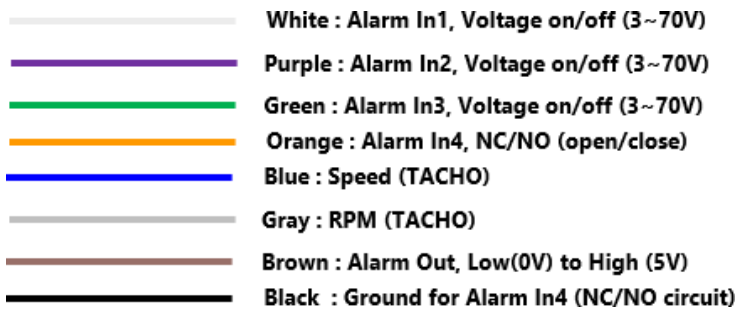 White : Alarm In1, Voltage on/off (3~70V)
Purple : Alarm In2, Voltage on/off (3~70V)
Green : Alarm In3, Voltage on/off (3~70V)
Orange : Alarm In4, NC/NO (open/close)
Blue : Speed (TACHO)
Gray : RPM (TACHO)
Brown : Alarm Out, Low(0V) to High (5V)
Black : Ground for Alarm In4 (NC/NO circuit)